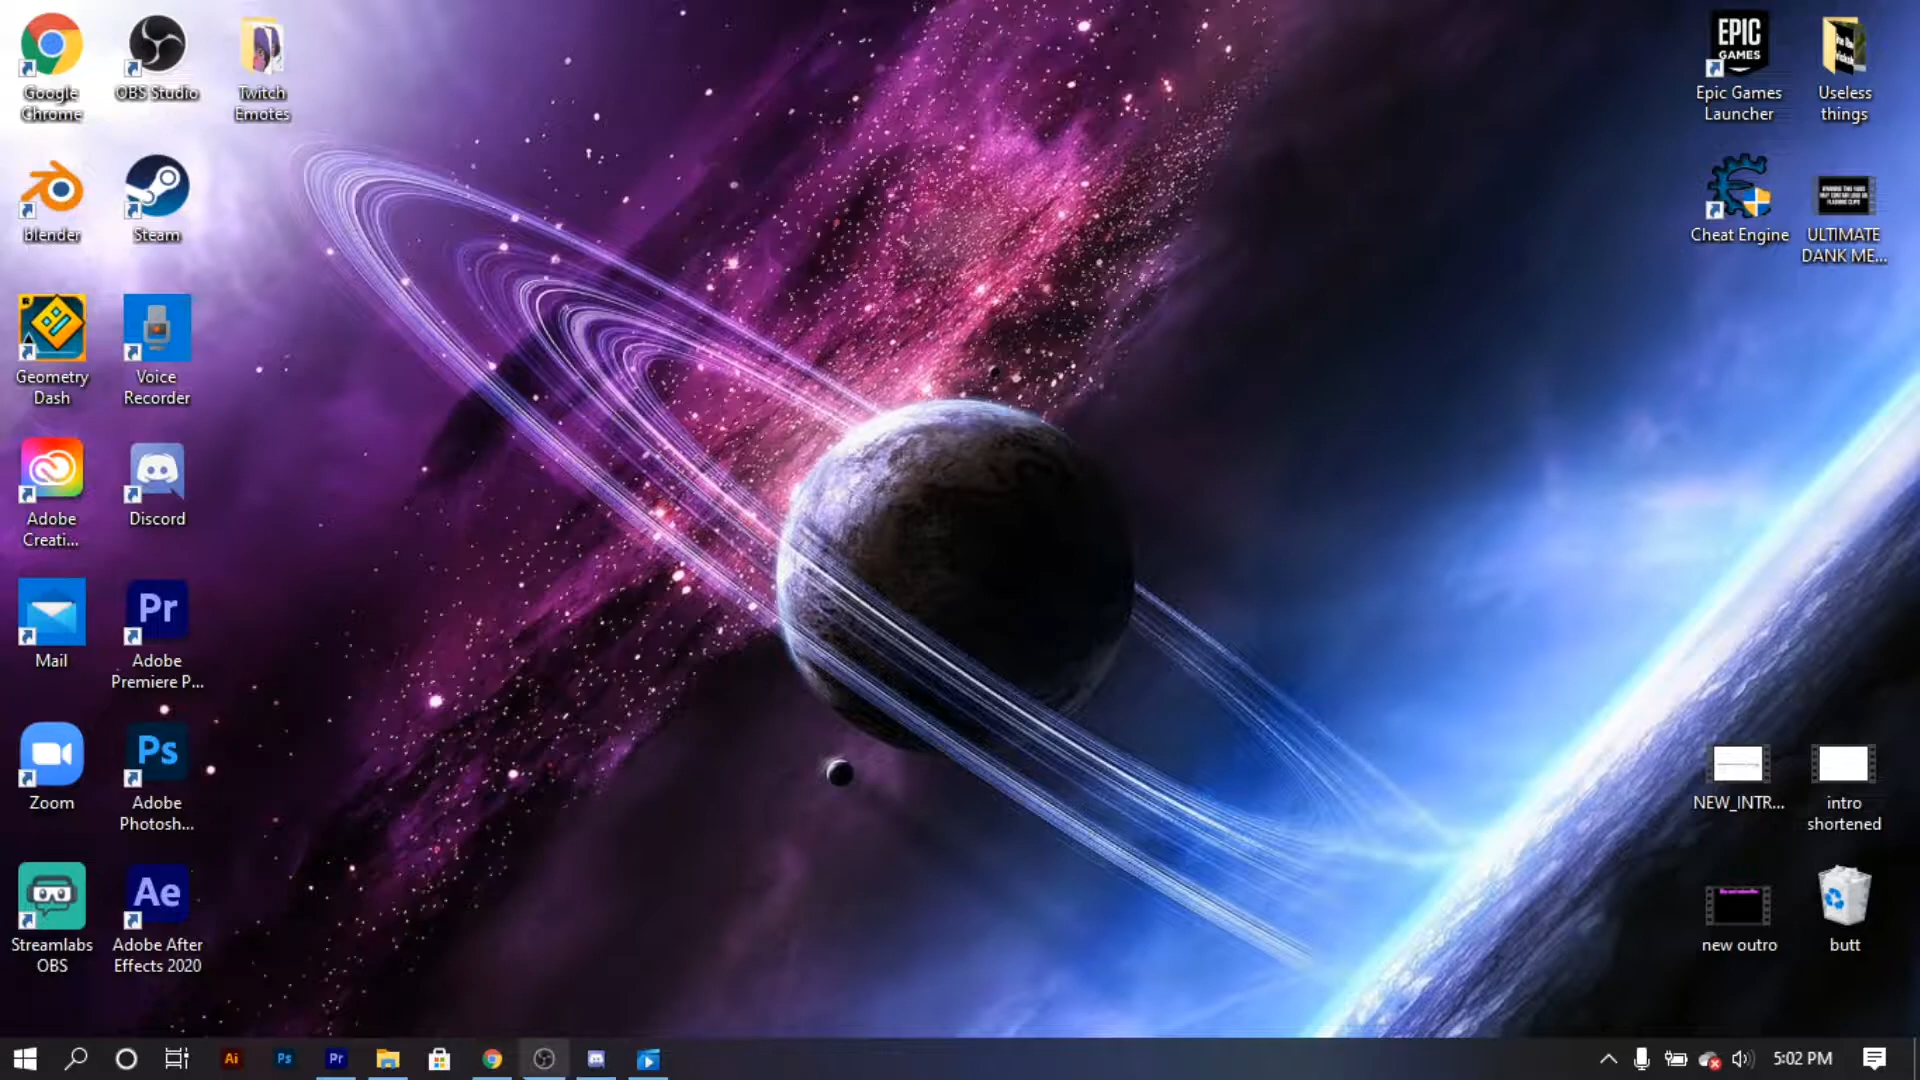 Google
Chrome
OBS Studio
Twitch
Emotes
blender
Steam
Geometry
Dash
Voice
Recorder
Adobe
Creati...
Discord
Mail
Pr
Adobe
Premiere P...
Zoom
Ps
Adobe
Photosh...
Streamlabs
OBS
Ae
Adobe After
Effects 2020
EPIC
GAMES
Epic Games
Launcher
Useless
things
Cheat Engine
ULTIMATE
DANK ME...
NEW_INTR...
intro
shortened
new outro
butt
Ai
Ps
Pr
5:02 PM